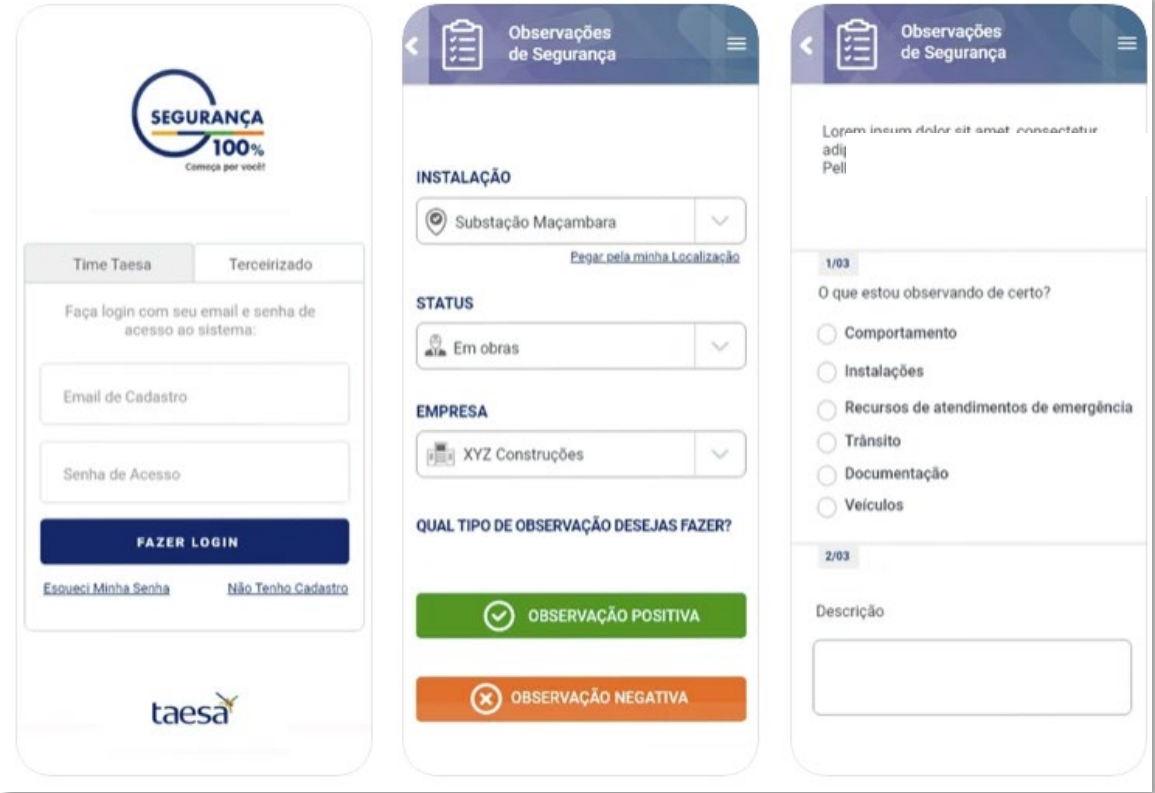 SEGURANÇA
100%
Começa por você!
Time Taesa
Terceirizado
Faça login com seu email e senha de
acesso ao sistema:
Email de Cadastro
Senha de Acesso
FAZER LOGIN
Esqueci Minha Senha
Não Tenho Cadastro
taesa
Observações
de Segurança
INSTALAÇÃO
Substação Maçambara
Pegar pela minha Localização
STATUS
Em obras
EMPRESA
XYZ Construções
QUAL TIPO DE OBSERVAÇÃO DESEJAS FAZER?
OBSERVAÇÃO POSITIVA
OBSERVAÇÃO NEGATIVA
Observações
de Segurança
Lorem ipsum dolor sit amet, consectetur
1/03
O que estou observando de certo?
Comportamento
Instalações
Recursos de atendimentos de emergência
Trânsito
Documentação
Veículos
2/03
Descrição